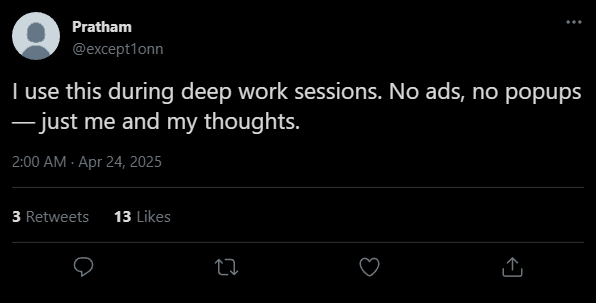 Pratham
@except1onn
I use this during deep work sessions. No ads, no popups
— just me and my thoughts.
2:00 AM · Apr 24, 2025
3 Retweets 13 Likes